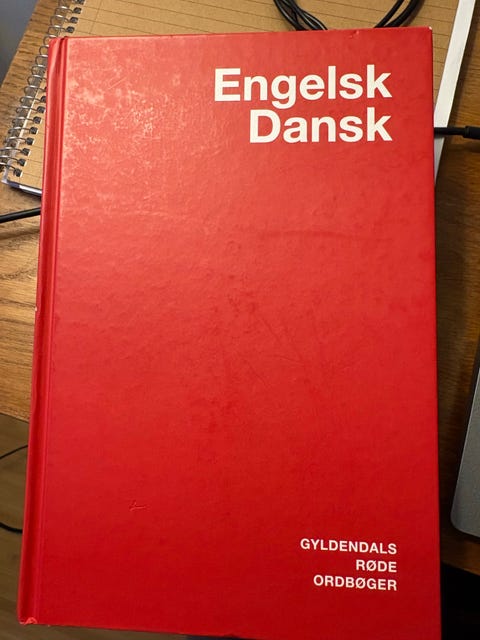 Engelsk
Dansk
GYLDENDALS
RØDE
ORDBØGER